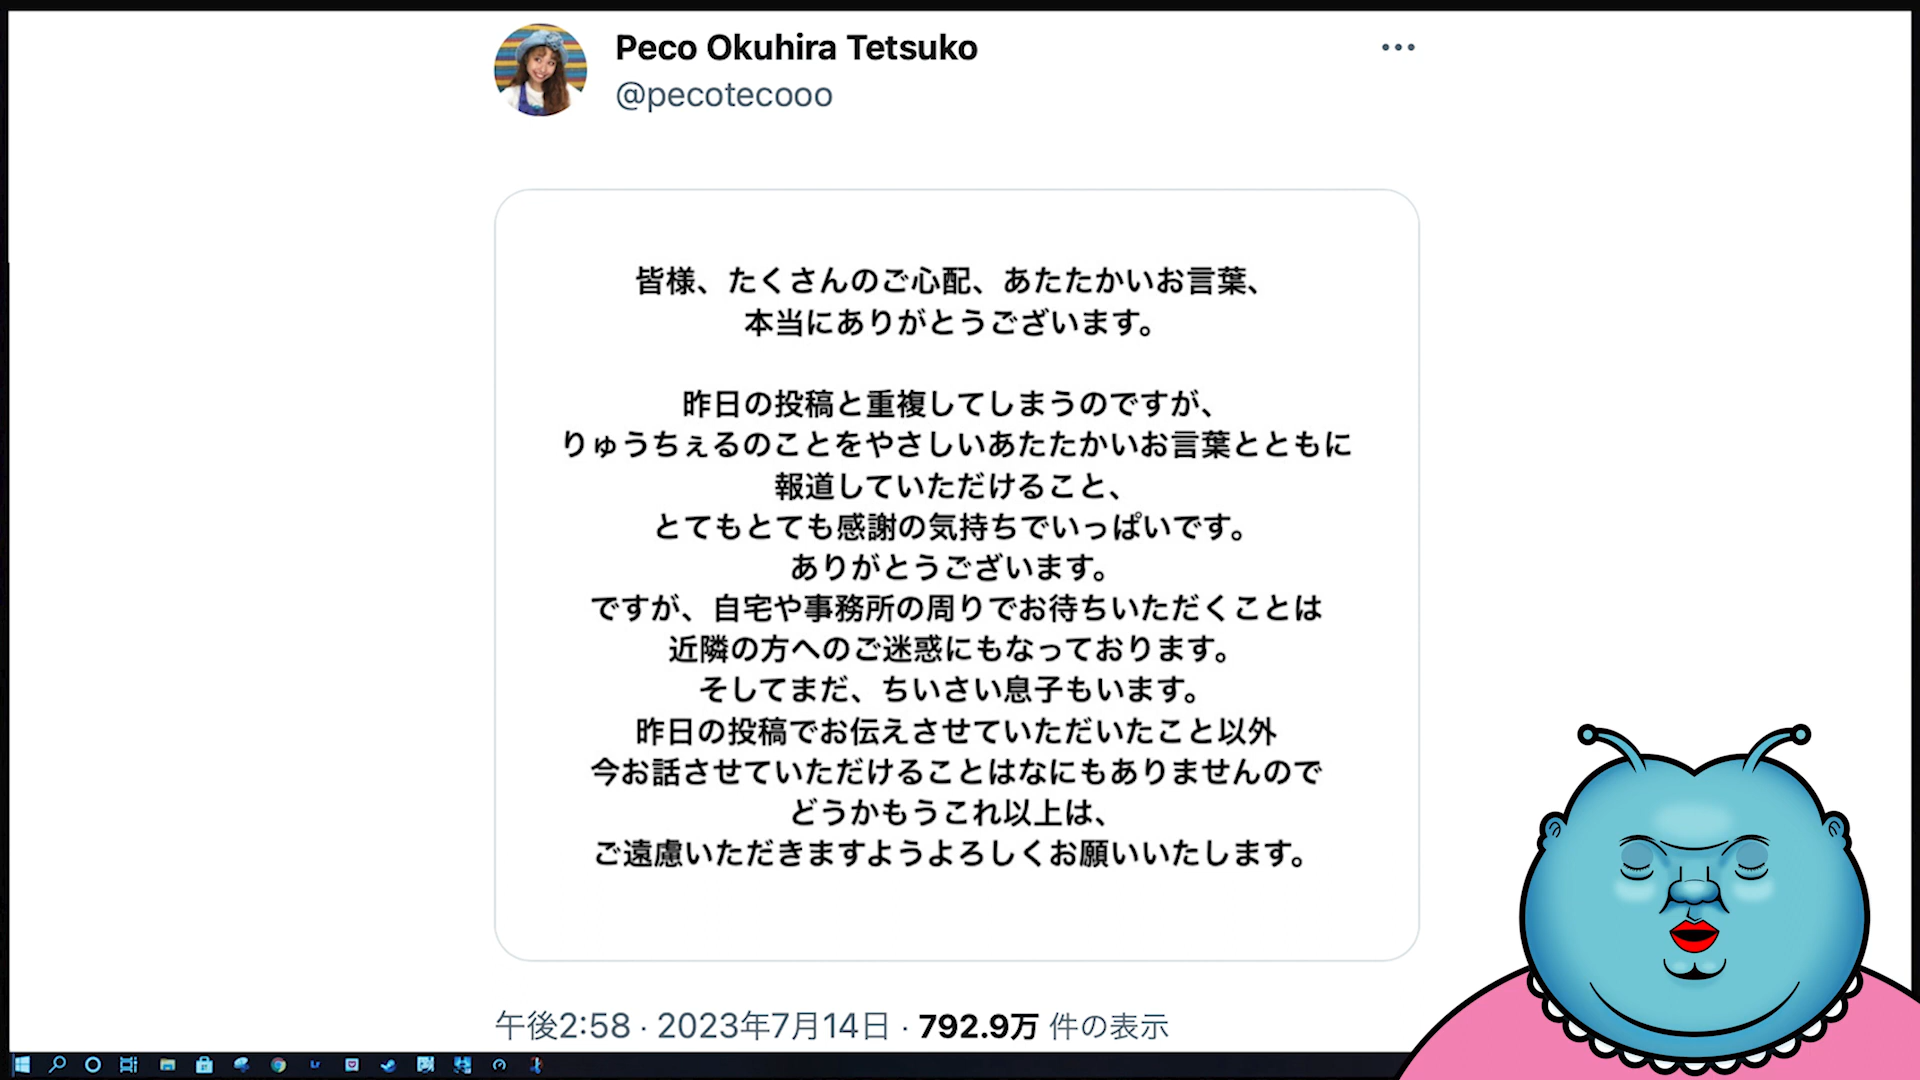 Peco Okuhira Tetsuko
@pecotecooo
皆様、たくさんのご心配、あたたかいお言葉、
本当にありがとうございます。
昨日の投稿と重複してしまうのですが、
りゅうちぇるのことをやさしいあたたかいお言葉とともに
報道していただけること、
とてもとても感謝の気持ちでいっぱいです。
ありがとうございます。
ですが、自宅や事務所の周りでお待ちいただくことは
近隣の方へのご迷惑にもなっております。
そしてまだ、ちいさい息子もいます。
昨日の投稿でお伝えさせていただいたこと以外
今お話させていただけることはなにもありませんので
どうかもうこれ以上は、
ご遠慮いただきますようよろしくお願いいたします。
午後2:58 · 2023年7月14日 · 792.9万 件の表示